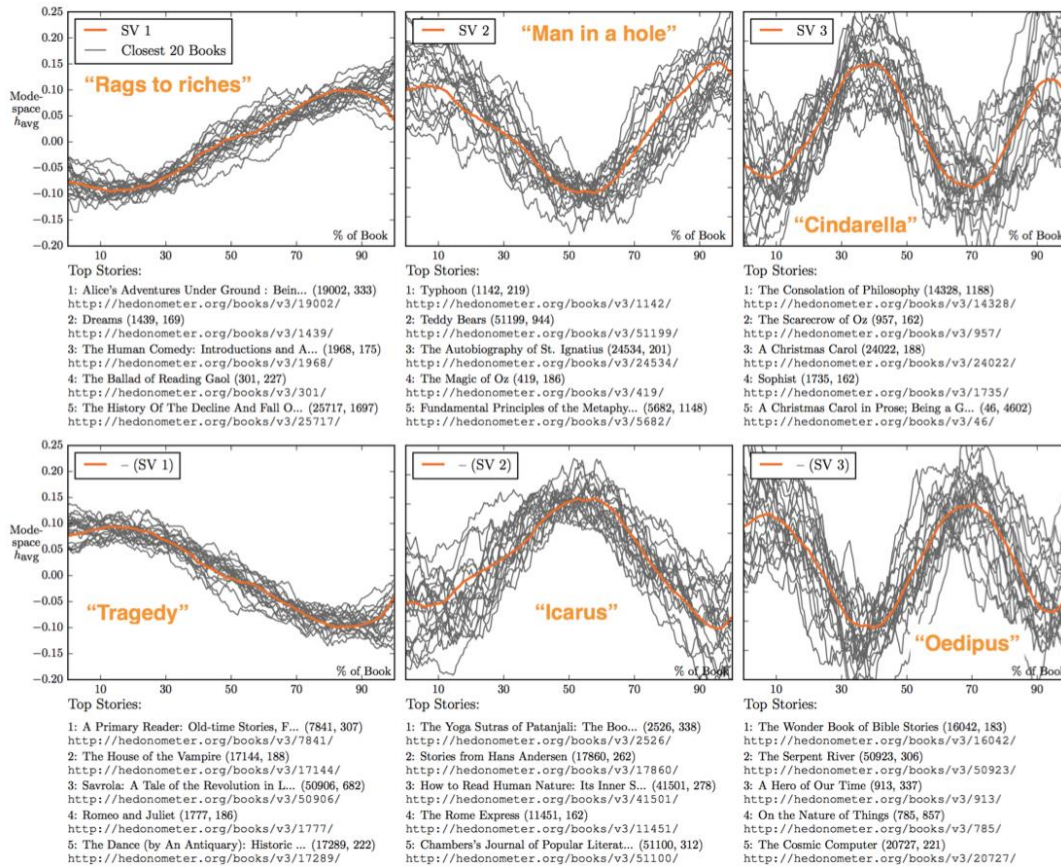 SV 1
Closest 20 Books
"Rags to riches"
Mode-
space
havg
0.25
0.20
0.15
0.10
0.05
0.00
−0.05
−0.10
−0.15
−0.20
% of Book
10 30 50 70 90
Top Stories:
1: Alice's Adventures Under Ground : Bein... (19002, 333)
http://hedonometer.org/books/v3/19002/
2: Dreams (1439, 169)
http://hedonometer.org/books/v3/1439/
3: The Human Comedy: Introductions and A... (1968, 175)
http://hedonometer.org/books/v3/1968/
4: The Ballad of Reading Gaol (301, 227)
http://hedonometer.org/books/v3/301/
5: The History Of The Decline And Fall O... (25717, 1697)
http://hedonometer.org/books/v3/25717/
SV 2
"Man in a hole"
% of Book
10 30 50 70 90
Top Stories:
1: Typhoon (1142, 219)
http://hedonometer.org/books/v3/1142/
2: Teddy Bears (51199, 944)
http://hedonometer.org/books/v3/51199/
3: The Autobiography of St. Ignatius (24534, 201)
http://hedonometer.org/books/v3/24534/
4: The Magic of Oz (419, 186)
http://hedonometer.org/books/v3/419/
5: Fundamental Principles of the Metaphy... (5682, 1148)
http://hedonometer.org/books/v3/5682/
SV 3
"Cindarella"
% of Book
10 30 50 70 90
Top Stories:
1: The Consolation of Philosophy (14328, 1188)
http://hedonometer.org/books/v3/14328/
2: The Scarecrow of Oz (957, 162)
http://hedonometer.org/books/v3/957/
3: A Christmas Carol (24022, 188)
http://hedonometer.org/books/v3/24022/
4: Sophist (1735, 162)
http://hedonometer.org/books/v3/1735/
5: A Christmas Carol in Prose; Being a G... (46, 4602)
http://hedonometer.org/books/v3/46/
− (SV 1)
Mode-
space
havg
0.25
0.20
0.15
0.10
0.05
0.00
−0.05
−0.10
−0.15
−0.20
"Tragedy"
% of Book
10 30 50 70 90
Top Stories:
1: A Primary Reader: Old-time Stories, F... (7841, 307)
http://hedonometer.org/books/v3/7841/
2: The House of the Vampire (17144, 188)
http://hedonometer.org/books/v3/17144/
3: Savrola: A Tale of the Revolution in L... (50906, 682)
http://hedonometer.org/books/v3/50906/
4: Romeo and Juliet (1777, 186)
http://hedonometer.org/books/v3/1777/
5: The Dance (by An Antiquary): Historic ... (17289, 222)
http://hedonometer.org/books/v3/17289/
− (SV 2)
"Icarus"
% of Book
10 30 50 70 90
Top Stories:
1: The Yoga Sutras of Patanjali: The Boo... (2526, 338)
http://hedonometer.org/books/v3/2526/
2: Stories from Hans Andersen (17860, 262)
http://hedonometer.org/books/v3/17860/
3: How to Read Human Nature: Its Inner S... (41501, 278)
http://hedonometer.org/books/v3/41501/
4: The Rome Express (11451, 162)
http://hedonometer.org/books/v3/11451/
5: Chambers's Journal of Popular Literat... (51100, 312)
http://hedonometer.org/books/v3/51100/
− (SV 3)
"Oedipus"
% of Book
10 30 50 70 90
Top Stories:
1: The Wonder Book of Bible Stories (16042, 183)
http://hedonometer.org/books/v3/16042/
2: The Serpent River (50923, 306)
http://hedonometer.org/books/v3/50923/
3: A Hero of Our Time (913, 337)
http://hedonometer.org/books/v3/913/
4: On the Nature of Things (785, 857)
http://hedonometer.org/books/v3/785/
5: The Cosmic Computer (20727, 221)
http://hedonometer.org/books/v3/20727/